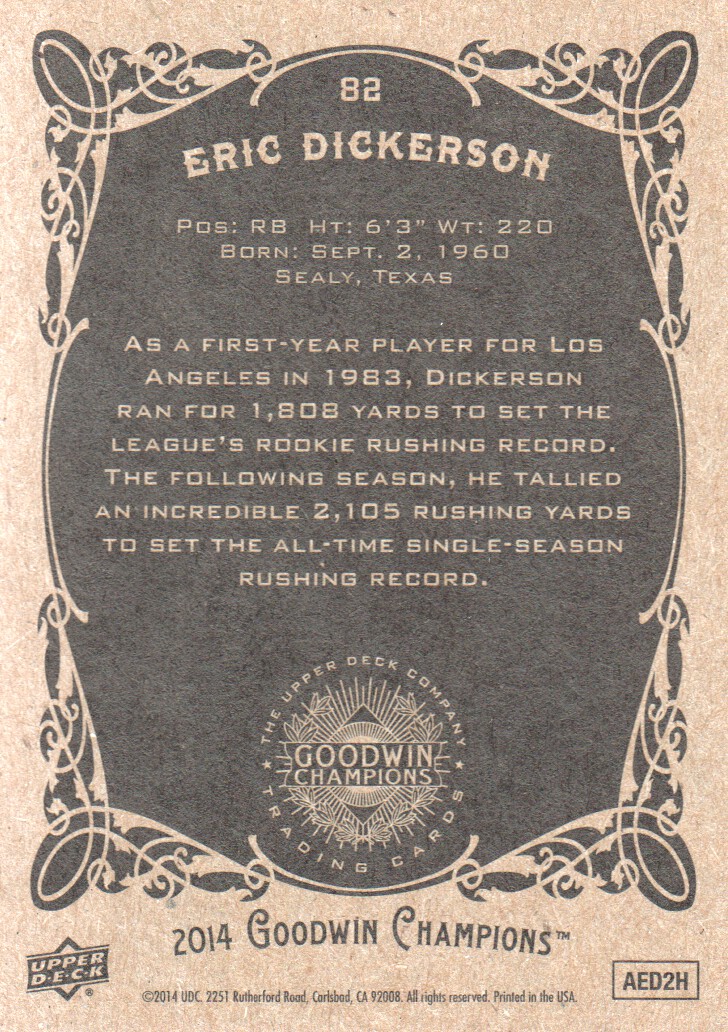 82
ERIC DICKERSON
POS: RB HT: 6'3" WT: 220
BORN: SEPT. 2, 1960
SEALY, TEXAS
AS A FIRST-YEAR PLAYER FOR LOS
ANGELES IN 1983, DICKERSON
RAN FOR 1,808 YARDS TO SET THE
LEAGUE'S ROOKIE RUSHING RECORD.
THE FOLLOWING SEASON, HE TALLIED
AN INCREDIBLE 2,105 RUSHING YARDS
TO SET THE ALL-TIME SINGLE-SEASON
RUSHING RECORD.
THE UPPER DECK COMPANY
GOODWIN
CHAMPIONS
TRADING CARDS
2014 GOODWIN CHAMPIONS™
UPPER
D·E·C·K®
©2014 UDC. 2251 Rutherford Road, Carlsbad, CA 92008. All rights reserved. Printed in the USA.
AED2H